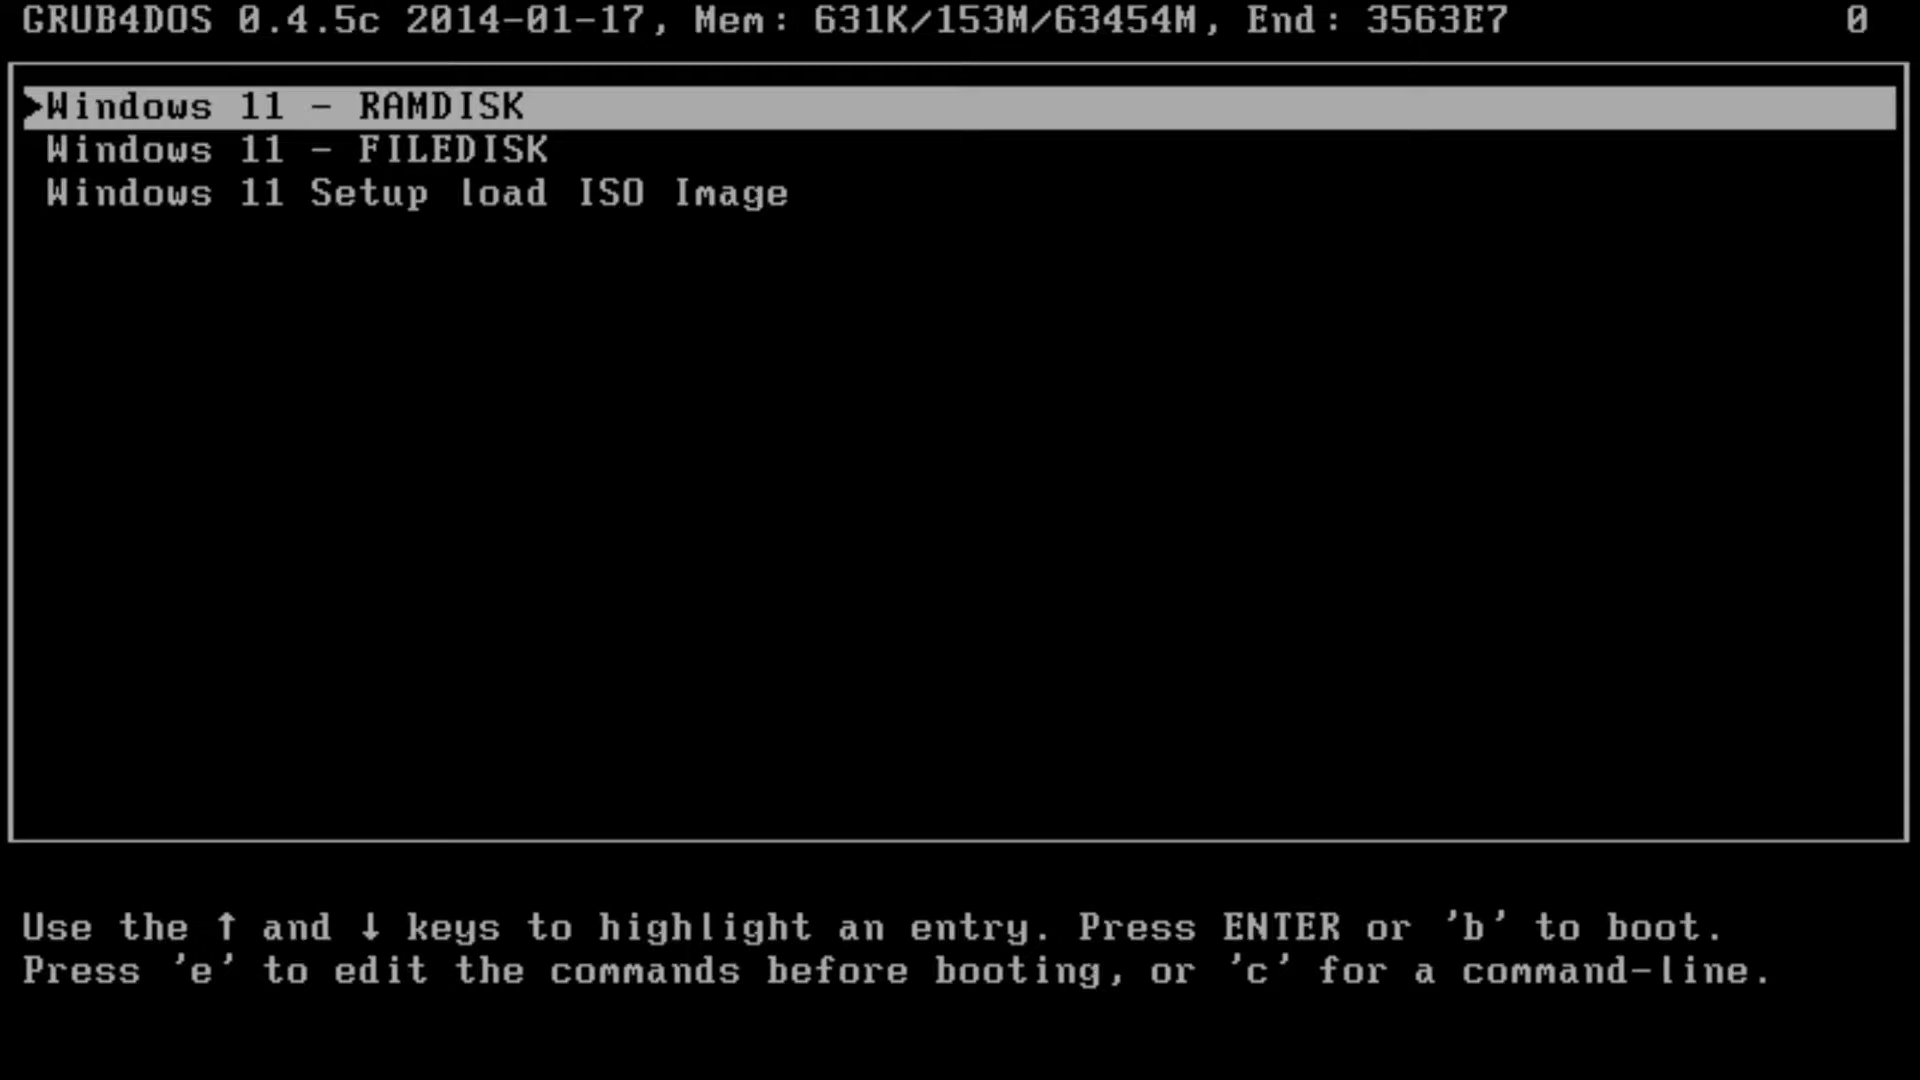 GRUB4DOS 0.4.5c 2014-01-17, Mem: 631K/153M/63454M, End: 3563E7 0
►Windows 11 - RAMDISK
Windows 11 - FILEDISK
Windows 11 Setup load ISO Image
Use the ↑ and ↓ keys to highlight an entry. Press ENTER or 'b' to boot.
Press 'e' to edit the commands before booting, or 'c' for a command-line.